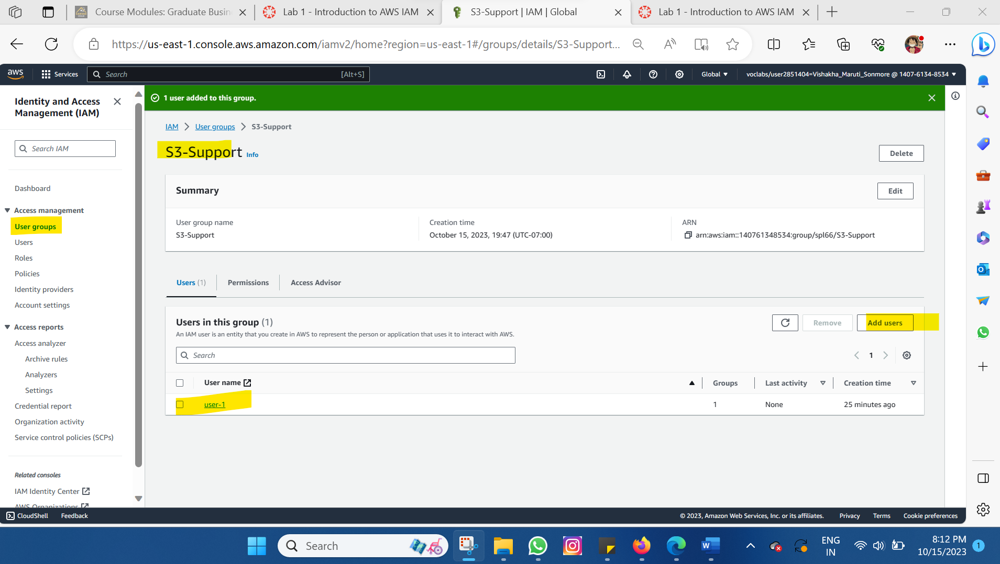 Course Modules: Graduate Busin
Lab 1 - Introduction to AWS IAM
S3-Support | IAM | Global
Lab 1 - Introduction to AWS IAM
https://us-east-1.console.aws.amazon.com/iamv2/home?region=us-east-1#/groups/details/S3-Support...
aws
Services
Search
[Alt+S]
Global
voclabs/user2851404=Vishakha_Maruti_Sonmore @ 1407-6134-8534
Identity and Access
Management (IAM)
Search IAM
Dashboard
Access management
User groups
Users
Roles
Policies
Identity providers
Account settings
Access reports
Access analyzer
Archive rules
Analyzers
Settings
Credential report
Organization activity
Service control policies (SCPs)
Related consoles
IAM Identity Center
AWS Organizations
1 user added to this group.
IAM > User groups > S3-Support
S3-Support Info
Delete
Summary
Edit
User group name
S3-Support
Creation time
October 15, 2023, 19:47 (UTC-07:00)
ARN
arn:aws:iam::140761348534:group/spl66/S3-Support
Users (1)
Permissions
Access Advisor
Users in this group (1)
An IAM user is an entity that you create in AWS to represent the person or application that uses it to interact with AWS.
Remove
Add users
Search
1
User name
Groups
Last activity
Creation time
user-1
1
None
25 minutes ago
CloudShell
Feedback
© 2023, Amazon Web Services, Inc. or its affiliates.
Privacy
Terms
Cookie preferences
Search
ENG
IN
8:12 PM
10/15/2023
1